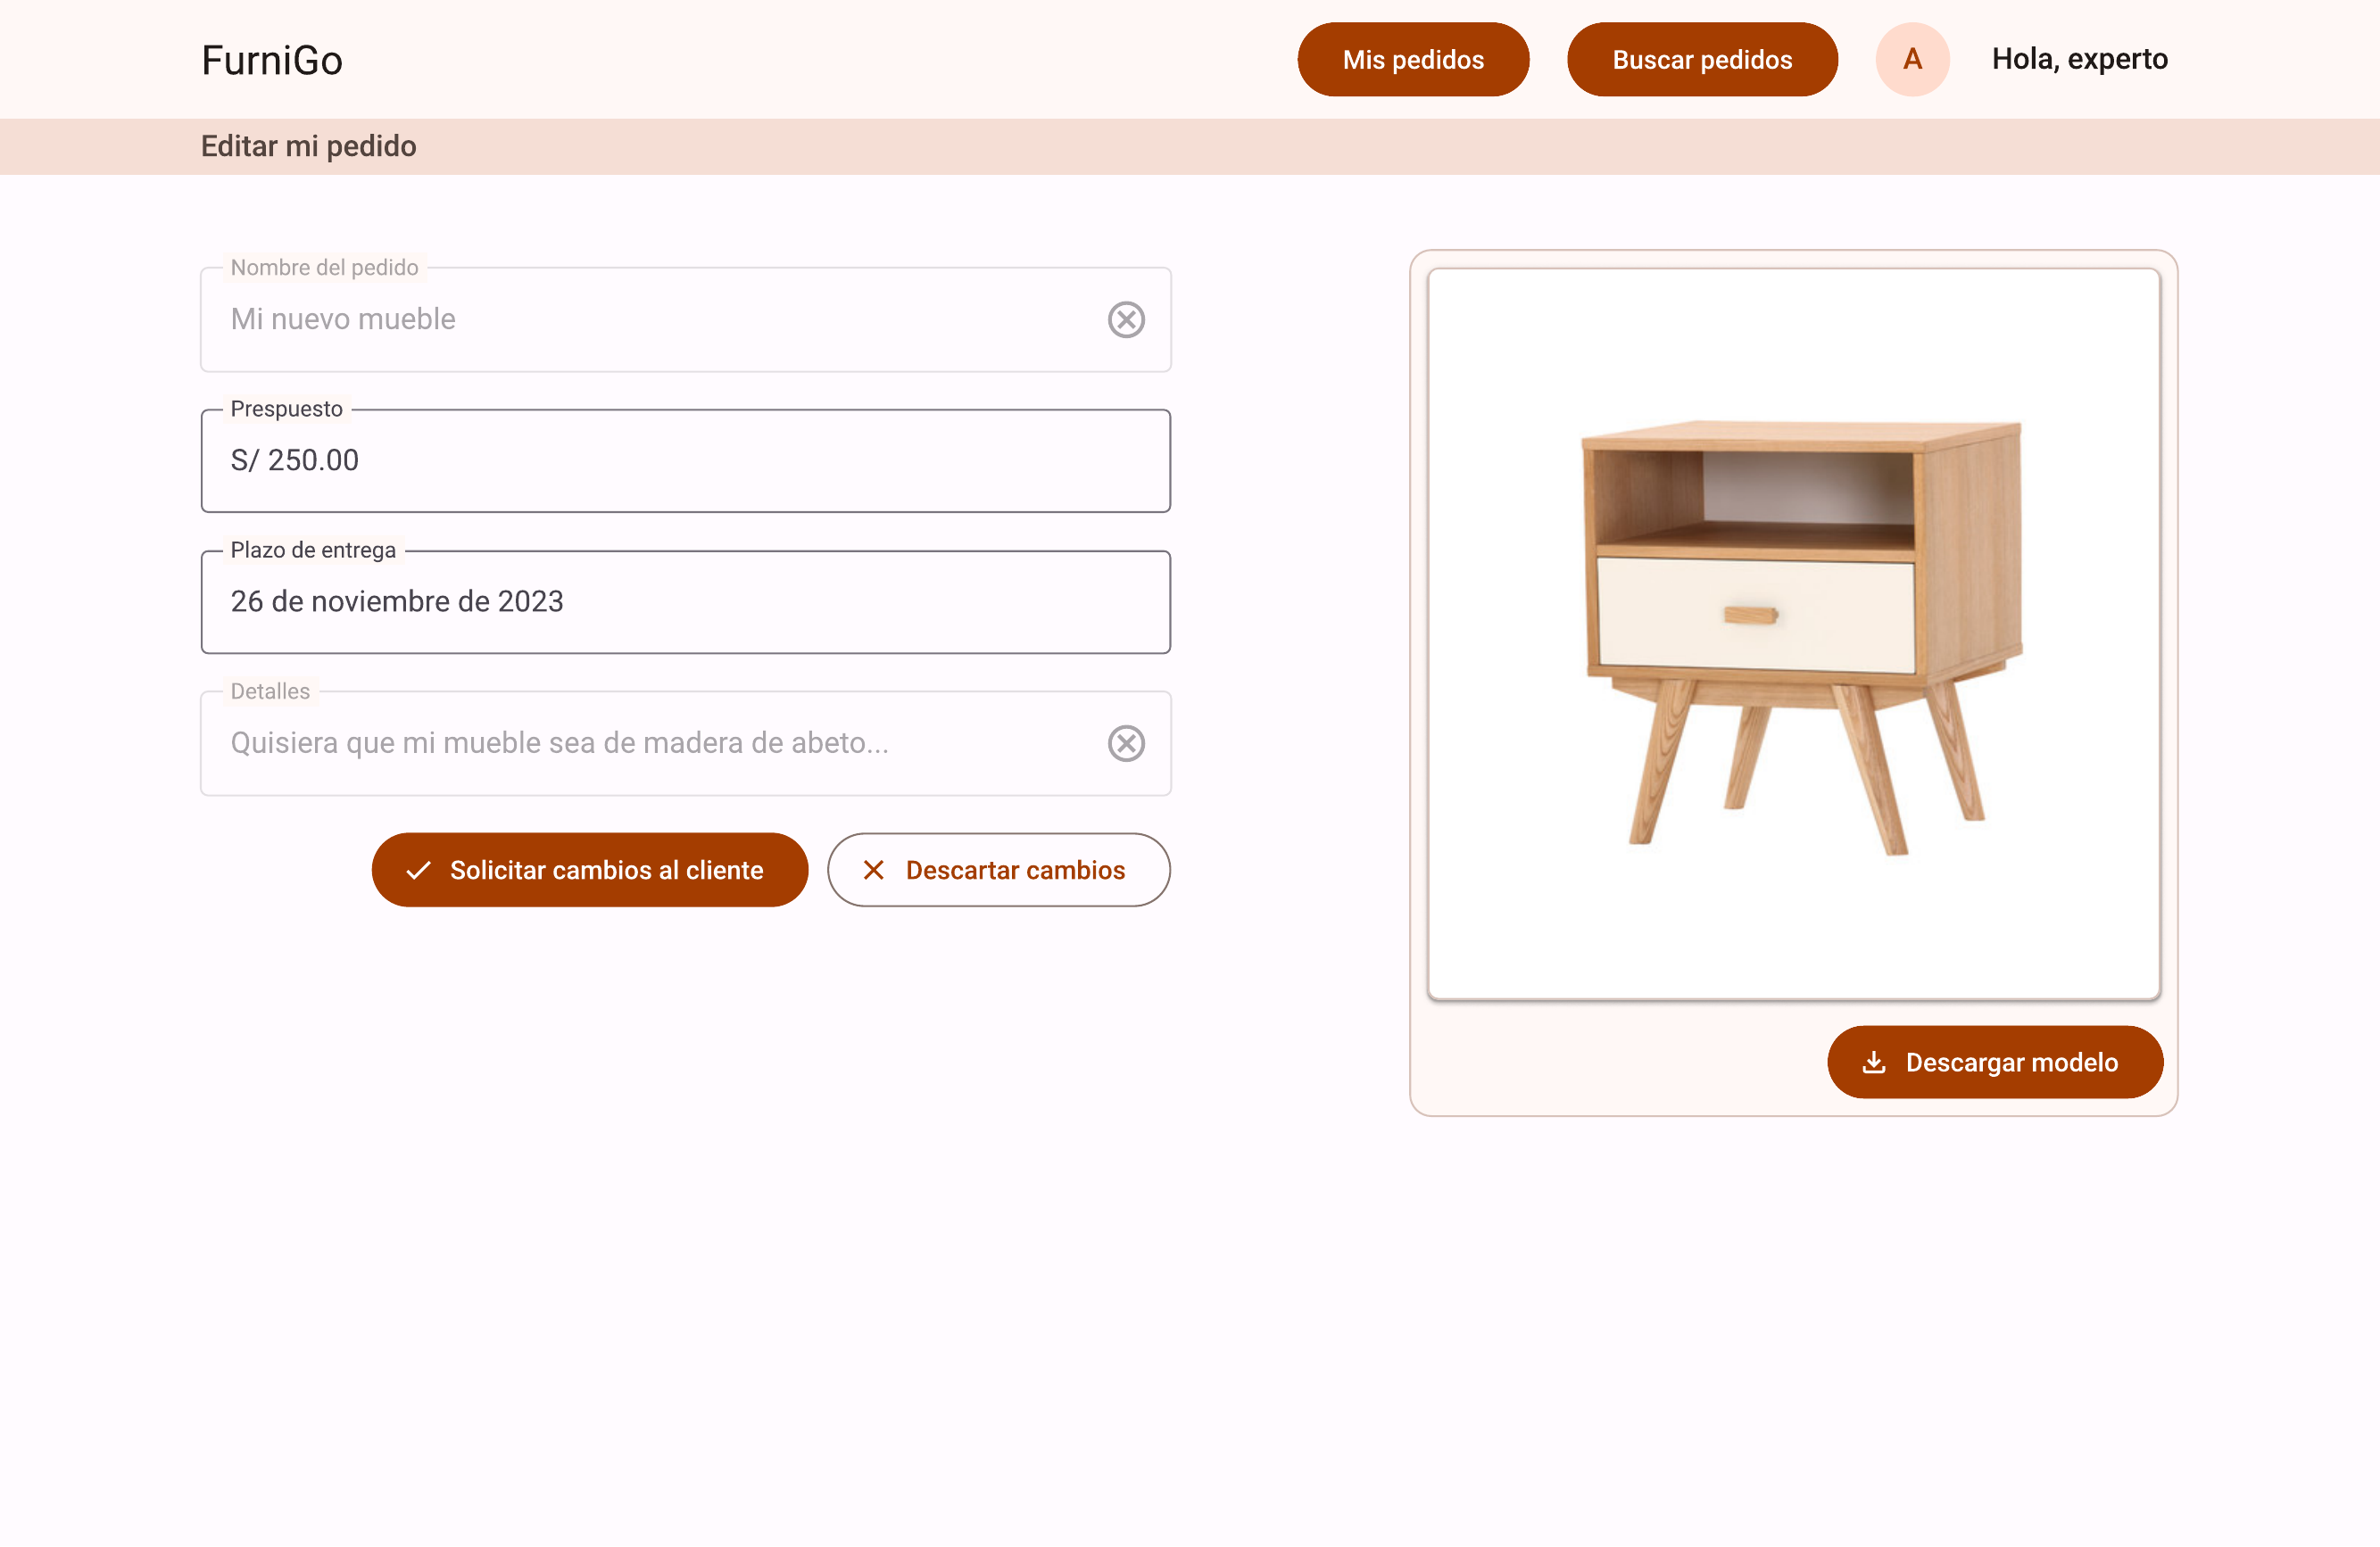 FurniGo
Mis pedidos
Buscar pedidos
A
Hola, experto
Editar mi pedido
Nombre del pedido
Mi nuevo mueble
Prespuesto
S/ 250.00
Plazo de entrega
26 de noviembre de 2023
Detalles
Quisiera que mi mueble sea de madera de abeto...
Solicitar cambios al cliente
Descartar cambios
Descargar modelo